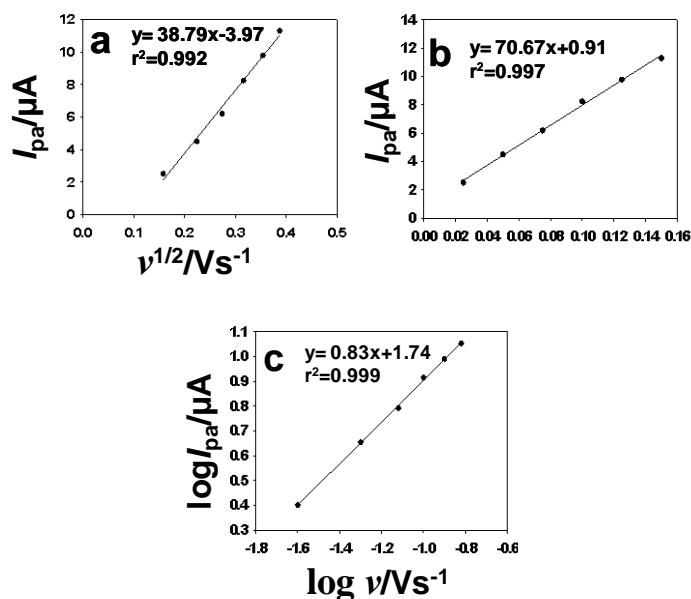 a
y= 38.79x-3.97
r²=0.992
Ipa/µA
12
10
8
6
4
2
0
0.0 0.1 0.2 0.3 0.4 0.5
v¹/²/Vs⁻¹
b
y = 70.67x+0.91
r²=0.997
Ipa/µA
14
12
10
8
6
4
2
0
0.00 0.02 0.04 0.06 0.08 0.10 0.12 0.14 0.16
c
y= 0.83x+1.74
r²=0.999
logIpa/µA
1.1
1.0
0.9
0.8
0.7
0.6
0.5
0.4
0.3
-1.8 -1.6 -1.4 -1.2 -1.0 -0.8 -0.6
log v/Vs⁻¹